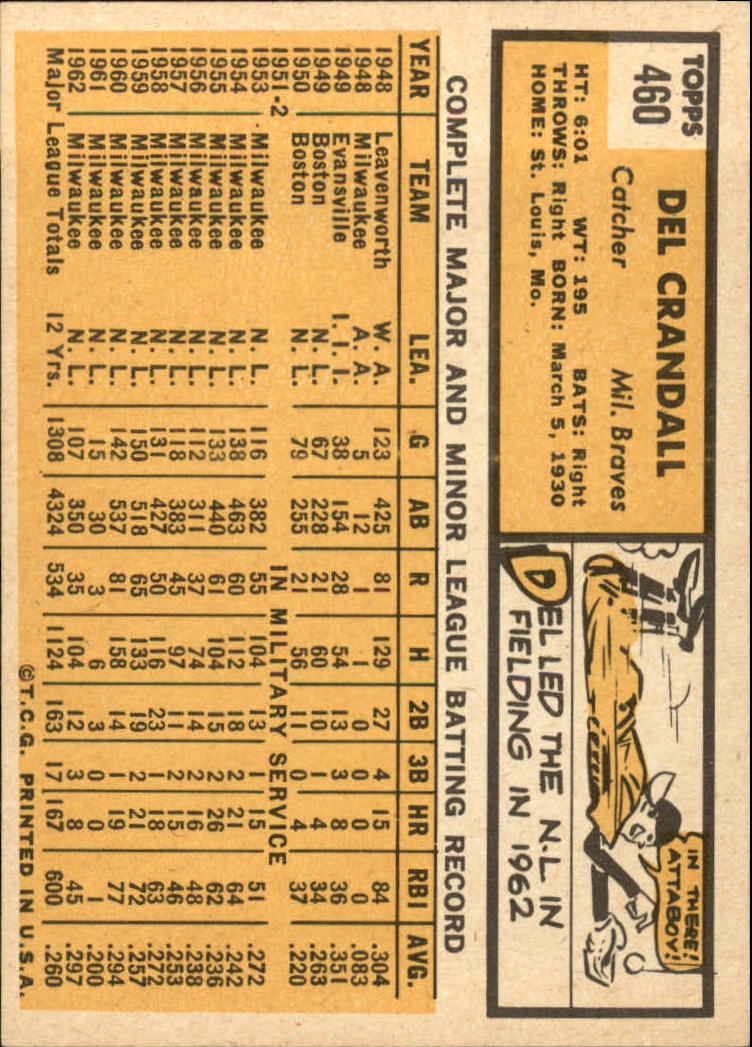 TOPPS
460
DEL CRANDALL
Catcher Mil. Braves
HT: 6:01 WT: 195 BATS: Right
THROWS: Right BORN: March 5, 1930
HOME: St. Louis, Mo.
IN THERE!
ATTABOY!
DEL LED THE N.L. IN
FIELDING IN 1962
COMPLETE MAJOR AND MINOR LEAGUE BATTING RECORD
YEAR TEAM LEA. G AB R H 2B 3B HR RBI AVG.
1948 Leavenworth W. A. 123 425 81 129 27 4 15 84 .304
1948 Milwaukee A. A. 5 12 1 1 0 0 0 0 .083
1949 Evansville I. I. I. 38 154 28 54 13 3 8 36 .351
1949 Boston N. L. 67 228 21 60 10 1 4 34 .263
1950 Boston N. L. 79 255 21 56 11 0 4 37 .220
1951-2 IN MILITARY SERVICE
1953 Milwaukee N. L. 116 382 55 104 13 1 15 51 .272
1954 Milwaukee N. L. 138 463 60 112 18 2 21 64 .242
1955 Milwaukee N. L. 133 440 61 104 15 2 26 62 .236
1956 Milwaukee N. L. 112 311 37 74 14 2 16 48 .238
1957 Milwaukee N. L. 118 383 45 97 11 2 15 46 .253
1958 Milwaukee N. L. 131 427 50 116 23 1 18 63 .272
1959 Milwaukee N. L. 150 518 65 133 19 2 21 72 .257
1960 Milwaukee N. L. 142 537 81 158 14 1 19 77 .294
1961 Milwaukee N. L. 15 30 3 6 3 0 0 1 .200
1962 Milwaukee N. L. 107 350 35 104 12 3 8 45 .297
Major League Totals 12 Yrs. 1308 4324 534 1124 163 17 167 600 .260
©T.C.G. PRINTED IN U.S.A.